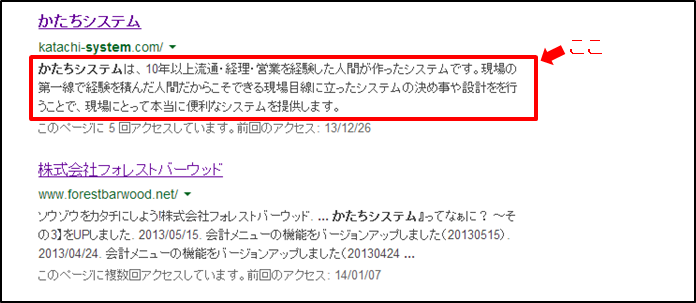 かたちシステム
katachi-system.com/
かたちシステムは、10年以上流通・経理・営業を経験した人間が作ったシステムです。現場の
第一線で経験を積んだ人間だからこそできる現場目線に立ったシステムの決め事や設計をを行
うことで、現場にとって本当に便利なシステムを提供します。
ここ
このページに 5 回アクセスしています。前回のアクセス: 13/12/26
株式会社フォレストバーウッド
www.forestbarwood.net/
ソウゾウをカタチにしよう!株式会社フォレストバーウッド. ... かたちシステム』ってなぁに？ ～そ
の3】をUPしました. 2013/05/15. 会計メニューの機能をバージョンアップしました(20130515).
2013/04/24. 会計メニューの機能をバージョンアップしました(20130424 ...
このページに複数回アクセスしています。前回のアクセス: 14/01/07